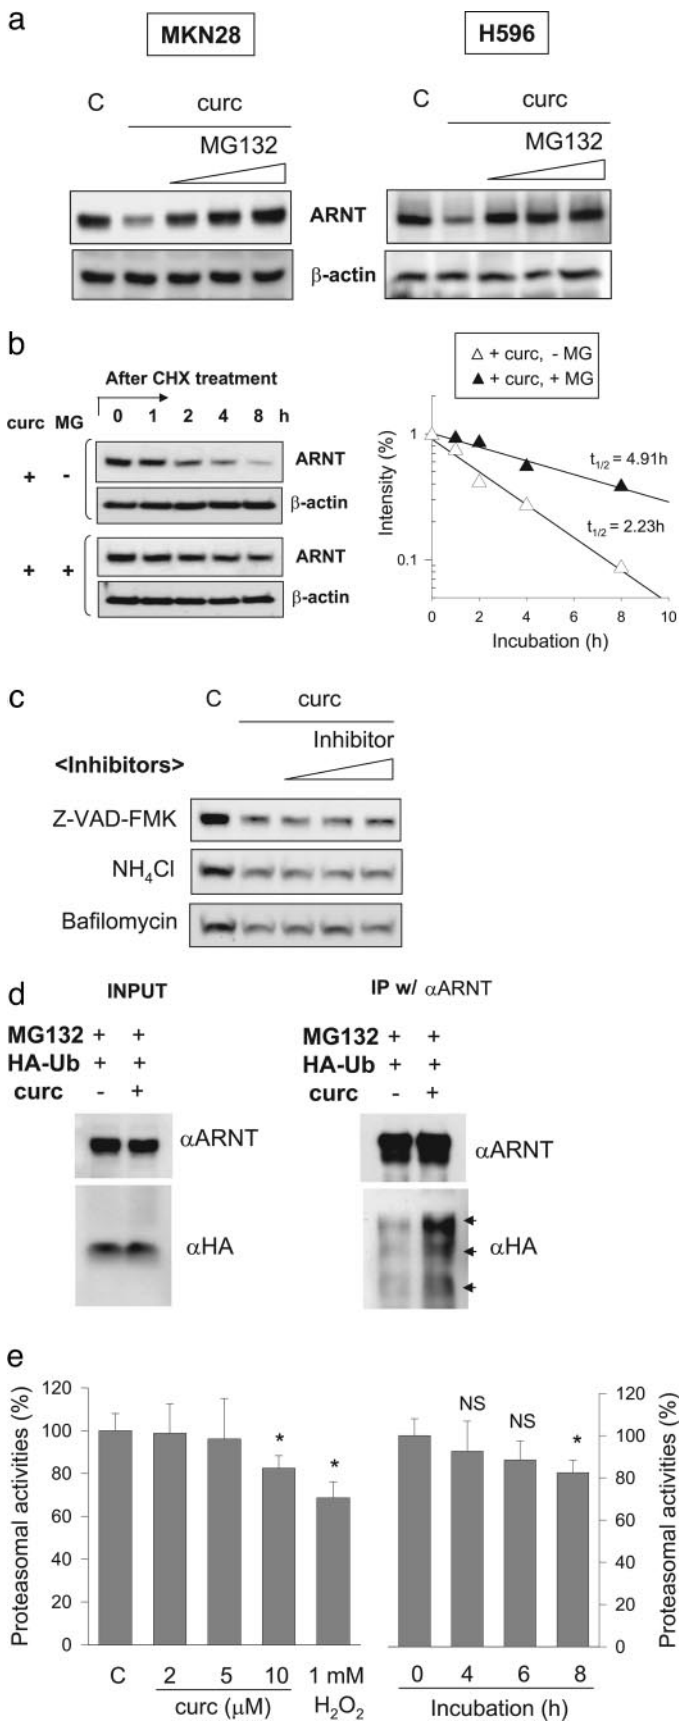 a
MKN28
H596
C
curc
MG132
C
curc
MG132
ARNT
β-actin
b
After CHX treatment
curc MG
0 1 2 4 8 h
+ -
ARNT
β-actin
+ +
ARNT
β-actin
△ + curc, - MG
▲ + curc, + MG
Intensity (%)
1
0.1
t1/2 = 4.91h
t1/2 = 2.23h
0 2 4 6 8 10
Incubation (h)
c
C
curc
Inhibitor
<Inhibitors>
Z-VAD-FMK
NH4Cl
Bafilomycin
d
INPUT
MG132 + +
HA-Ub + +
curc - +
αARNT
αHA
IP w/ αARNT
MG132 + +
HA-Ub + +
curc - +
αARNT
αHA
e
Proteasomal activities (%)
120
100
80
60
40
20
0
* *
C 2 5 10 1 mM
curc (μM) H2O2
NS NS *
120
100
80
60
40
20
0
Proteasomal activities (%)
0 4 6 8
Incubation (h)